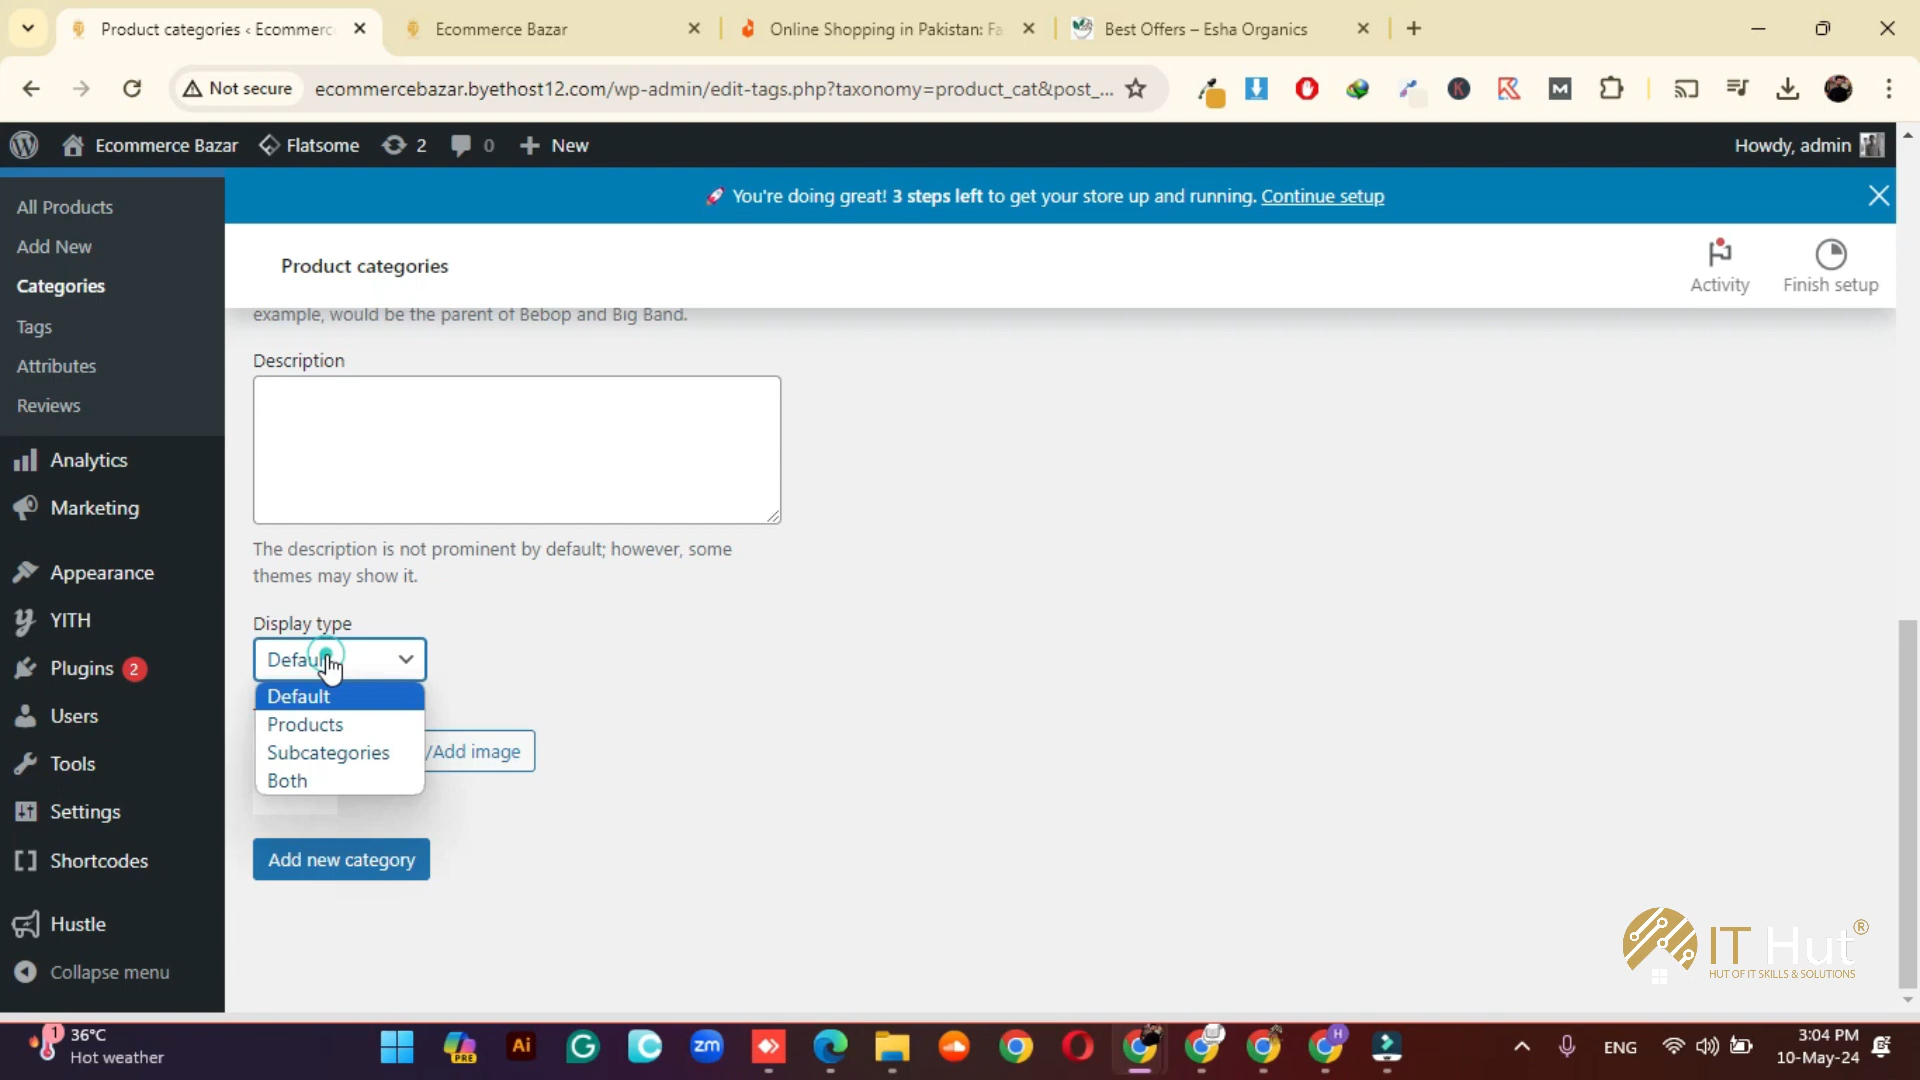 Product categories ‹ Ecommerc
Ecommerce Bazar
Online Shopping in Pakistan: Fa
Best Offers – Esha Organics
Not secure
ecommercebazar.byethost12.com/wp-admin/edit-tags.php?taxonomy=product_cat&post_...
Ecommerce Bazar
Flatsome
2
0
New
Howdy, admin
All Products
Add New
Categories
Tags
Attributes
Reviews
Analytics
Marketing
Appearance
YITH
Plugins 2
Users
Tools
Settings
Shortcodes
Hustle
Collapse menu
You're doing great! 3 steps left to get your store up and running. Continue setup
Product categories
Activity
Finish setup
example, would be the parent of Bebop and Big Band.
Description
The description is not prominent by default; however, some
themes may show it.
Display type
Default
Default
Products
Subcategories
Both
/Add image
Add new category
IT Hut®
HUT OF IT SKILLS & SOLUTIONS
1
36°C
Hot weather
PRE
Ai
zm
H
ENG
3:04 PM
10-May-24